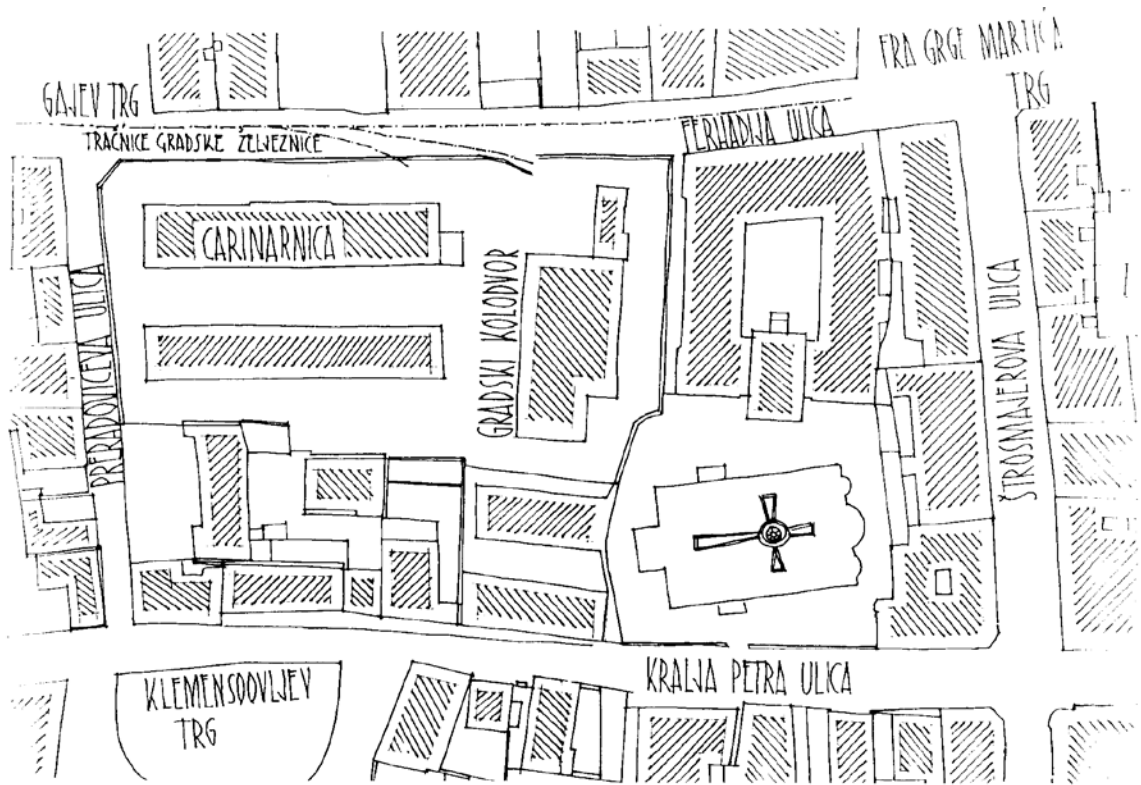 FRA GRGE MARTIĆA
TRG
GAJEV TRG
TRAČNICE GRADSKE ŽELJEZNICE
FERHADIJA ULICA
CARINARNICA
PRERADOVIĆEVA ULICA
GRADSKI KOLODVOR
ŠTROSMAJEROVA ULICA
KRALJA PETRA ULICA
KLEMENSDOVLJEV
TRG